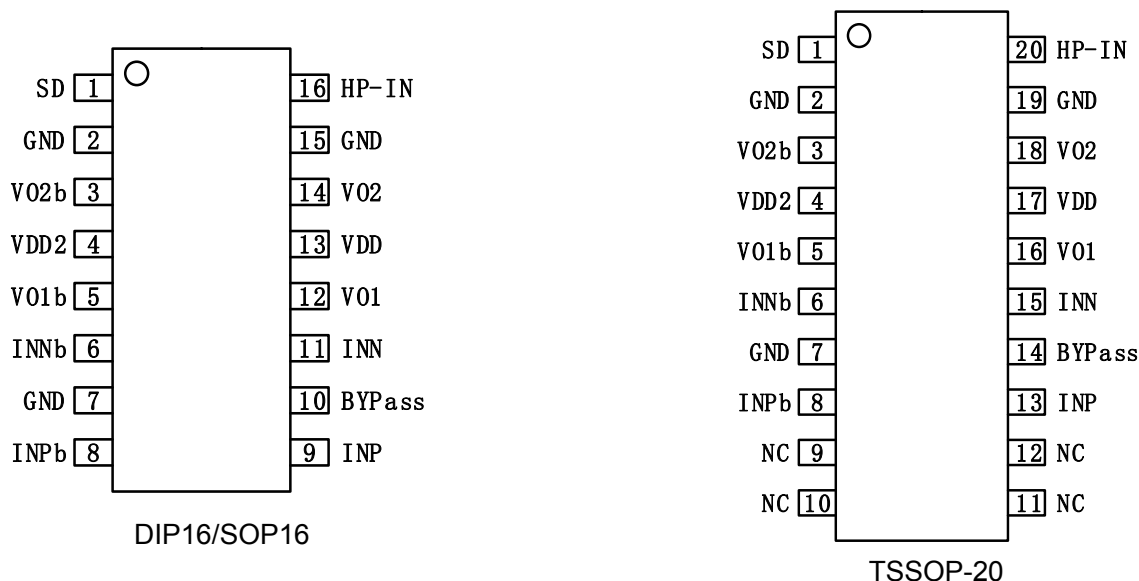 SD 1 16 HP-IN
GND 2 15 GND
VO2b 3 14 VO2
VDD2 4 13 VDD
VO1b 5 12 VO1
INNb 6 11 INN
GND 7 10 BYPass
INPb 8 9 INP
DIP16/SOP16
SD 1 20 HP-IN
GND 2 19 GND
VO2b 3 18 VO2
VDD2 4 17 VDD
VO1b 5 16 VO1
INNb 6 15 INN
GND 7 14 BYPass
INPb 8 13 INP
NC 9 12 NC
NC 10 11 NC
TSSOP-20